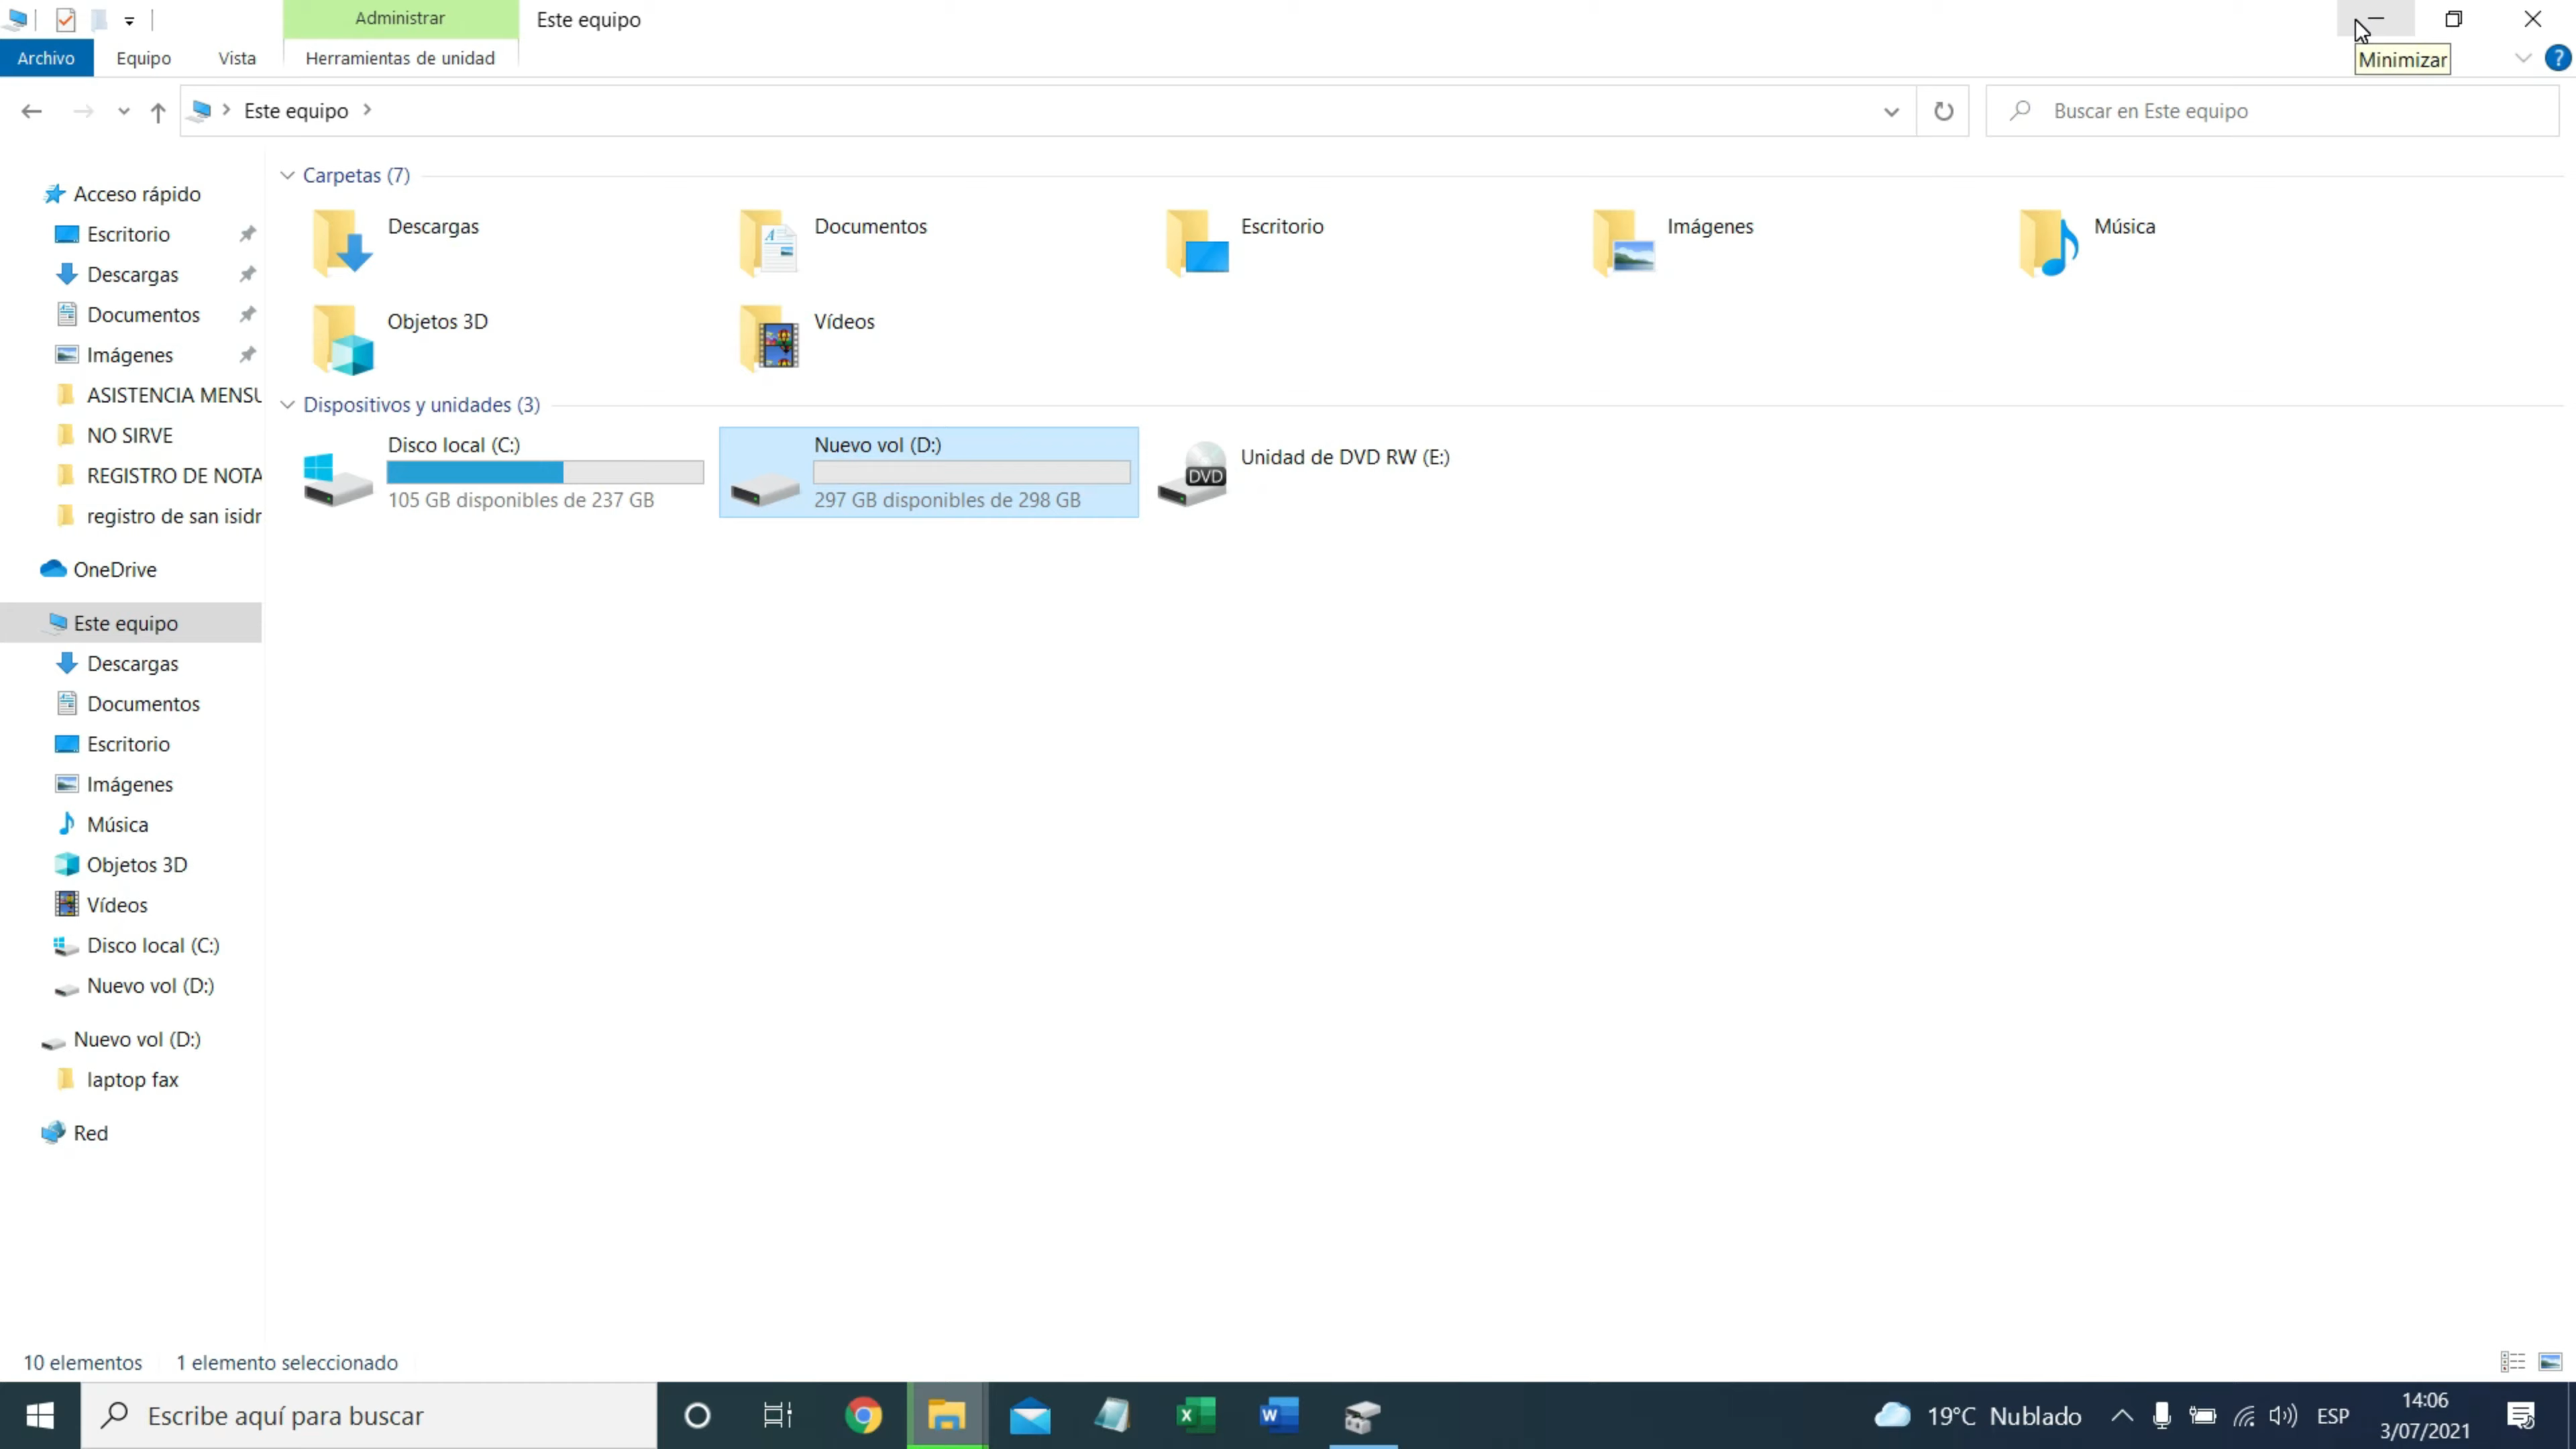 Administrar
Este equipo
Archivo
Equipo
Vista
Herramientas de unidad
Minimizar
Este equipo
Buscar en Este equipo
Acceso rápido
Escritorio
Descargas
Documentos
Imágenes
ASISTENCIA MENSU
NO SIRVE
REGISTRO DE NOTA
registro de san isidr
OneDrive
Este equipo
Descargas
Documentos
Escritorio
Imágenes
Música
Objetos 3D
Vídeos
Disco local (C:)
Nuevo vol (D:)
Nuevo vol (D:)
laptop fax
Red
Carpetas (7)
Descargas
Documentos
Escritorio
Imágenes
Música
Objetos 3D
Vídeos
Dispositivos y unidades (3)
Disco local (C:)
105 GB disponibles de 237 GB
Nuevo vol (D:)
297 GB disponibles de 298 GB
DVD
Unidad de DVD RW (E:)
10 elementos
1 elemento seleccionado
Escribe aquí para buscar
19°C Nublado
ESP
14:06
3/07/2021